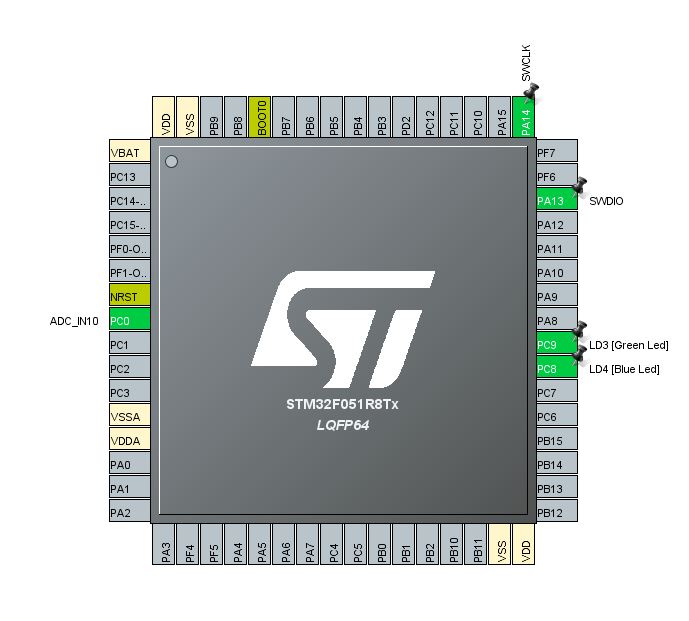 SWCLK
VDD
VSS
PB9
PB8
BOOT0
PB7
PB6
PB5
PB4
PB3
PD2
PC12
PC11
PC10
PA15
PA14
VBAT
PC13
PC14-..
PC15-..
PF0-O..
PF1-O..
NRST
ADC_IN10 PC0
PC1
PC2
PC3
VSSA
VDDA
PA0
PA1
PA2
PF7
PF6
PA13 SWDIO
PA12
PA11
PA10
PA9
PA8
PC9 LD3 [Green Led]
PC8 LD4 [Blue Led]
PC7
PC6
PB15
PB14
PB13
PB12
ST
STM32F051R8Tx
LQFP64
PA3
PF4
PF5
PA4
PA5
PA6
PA7
PC4
PC5
PB0
PB1
PB2
PB10
PB11
VSS
VDD